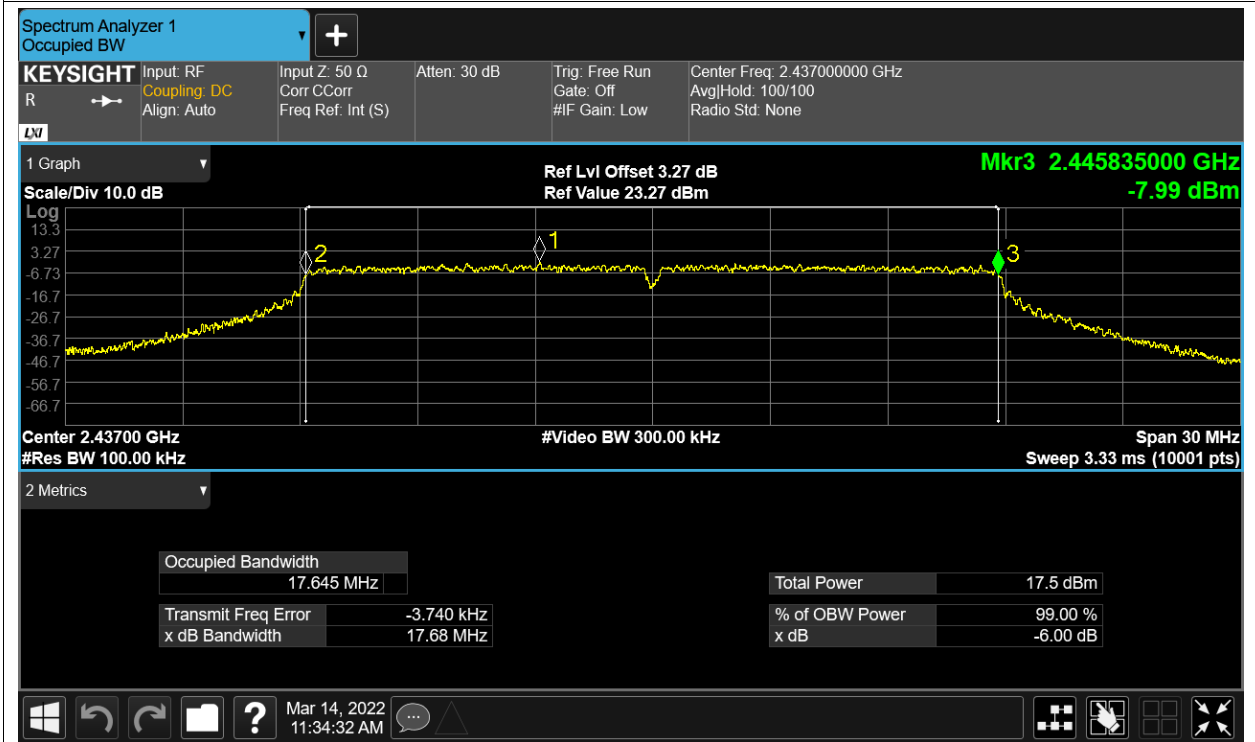 Spectrum Analyzer 1
Occupied BW
KEYSIGHT Input: RF Input Z: 50 Ω Atten: 30 dB Trig: Free Run Center Freq: 2.437000000 GHz
R Coupling: DC Corr CCorr Gate: Off Avg|Hold: 100/100
Align: Auto Freq Ref: Int (S) #IF Gain: Low Radio Std: None
LXI
1 Graph Ref Lvl Offset 3.27 dB Mkr3 2.445835000 GHz
Scale/Div 10.0 dB Ref Value 23.27 dBm -7.99 dBm
Log
13.3
3.27
-6.73
-16.7
-26.7
-36.7
-46.7
-56.7
-66.7
2
1
3
Center 2.43700 GHz #Video BW 300.00 kHz Span 30 MHz
#Res BW 100.00 kHz Sweep 3.33 ms (10001 pts)
2 Metrics
Occupied Bandwidth
17.645 MHz Total Power 17.5 dBm
Transmit Freq Error -3.740 kHz % of OBW Power 99.00 %
x dB Bandwidth 17.68 MHz x dB -6.00 dB
? Mar 14, 2022
11:34:32 AM